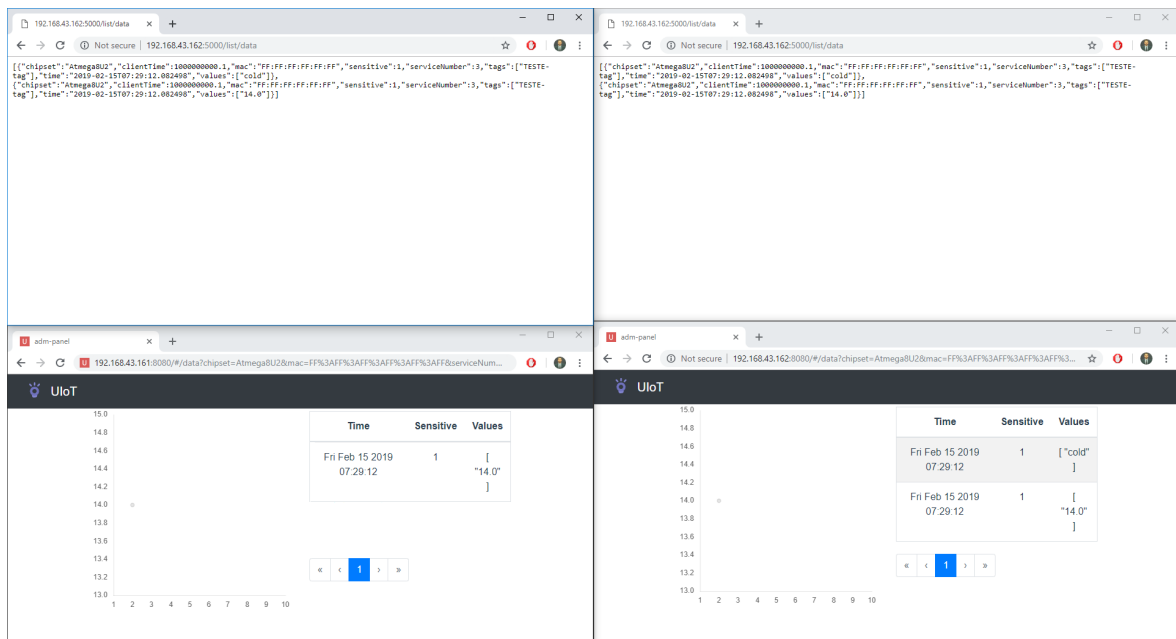 192.168.43.162:5000/list/data
Not secure | 192.168.43.162:5000/list/data
[{"chipset":"Atmega8U2","clientTime":1000000000.1,"mac":"FF:FF:FF:FF:FF:FF","sensitive":1,"serviceNumber":3,"tags":["TESTE-
tag"],"time":"2019-02-15T07:29:12.082498","values":["cold"]},
{"chipset":"Atmega8U2","clientTime":1000000000.1,"mac":"FF:FF:FF:FF:FF:FF","sensitive":1,"serviceNumber":3,"tags":["TESTE-
tag"],"time":"2019-02-15T07:29:12.082498","values":["14.0"]}]
192.168.43.162:5000/list/data
Not secure | 192.168.43.162:5000/list/data
[{"chipset":"Atmega8U2","clientTime":1000000000.1,"mac":"FF:FF:FF:FF:FF:FF","sensitive":1,"serviceNumber":3,"tags":["TESTE-
tag"],"time":"2019-02-15T07:29:12.082498","values":["cold"]},
{"chipset":"Atmega8U2","clientTime":1000000000.1,"mac":"FF:FF:FF:FF:FF:FF","sensitive":1,"serviceNumber":3,"tags":["TESTE-
tag"],"time":"2019-02-15T07:29:12.082498","values":["14.0"]}]
U adm-panel
U 192.168.43.161:8080/#/data?chipset=Atmega8U2&mac=FF%3AFF%3AFF%3AFF%3AFF%3AFF&serviceNum...
UIoT
15.0
14.8
14.6
14.4
14.2
14.0
13.8
13.6
13.4
13.2
13.0
1 2 3 4 5 6 7 8 9 10
Time Sensitive Values
Fri Feb 15 2019 1 [
07:29:12 "14.0"
]
« ‹ 1 › »
U adm-panel
Not secure | 192.168.43.162:8080/#/data?chipset=Atmega8U2&mac=FF%3AFF%3AFF%3AFF%3AFF%3...
UIoT
15.0
14.8
14.6
14.4
14.2
14.0
13.8
13.6
13.4
13.2
13.0
1 2 3 4 5 6 7 8 9 10
Time Sensitive Values
Fri Feb 15 2019 1 [ "cold"
07:29:12 ]
Fri Feb 15 2019 1 [
07:29:12 "14.0"
]
« ‹ 1 › »